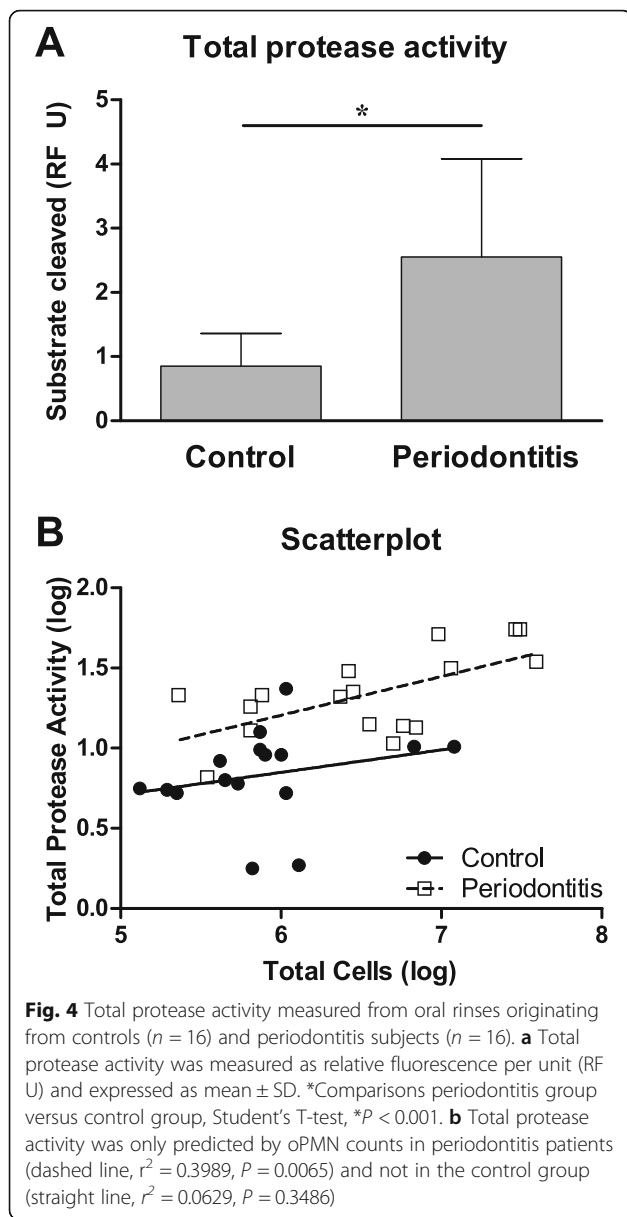 A
Total protease activity
Substrate cleaved (RF U)
5
4
3
2
1
0
*
Control
Periodontitis
B
Scatterplot
Total Protease Activity (log)
2.0
1.5
1.0
0.5
0.0
Control
Periodontitis
5
6
7
8
Total Cells (log)
Fig. 4 Total protease activity measured from oral rinses originating
from controls (n = 16) and periodontitis subjects (n = 16). a Total
protease activity was measured as relative fluorescence per unit (RF
U) and expressed as mean ± SD. *Comparisons periodontitis group
versus control group, Student's T-test, *P < 0.001. b Total protease
activity was only predicted by oPMN counts in periodontitis patients
(dashed line, r² = 0.3989, P = 0.0065) and not in the control group
(straight line, r² = 0.0629, P = 0.3486)